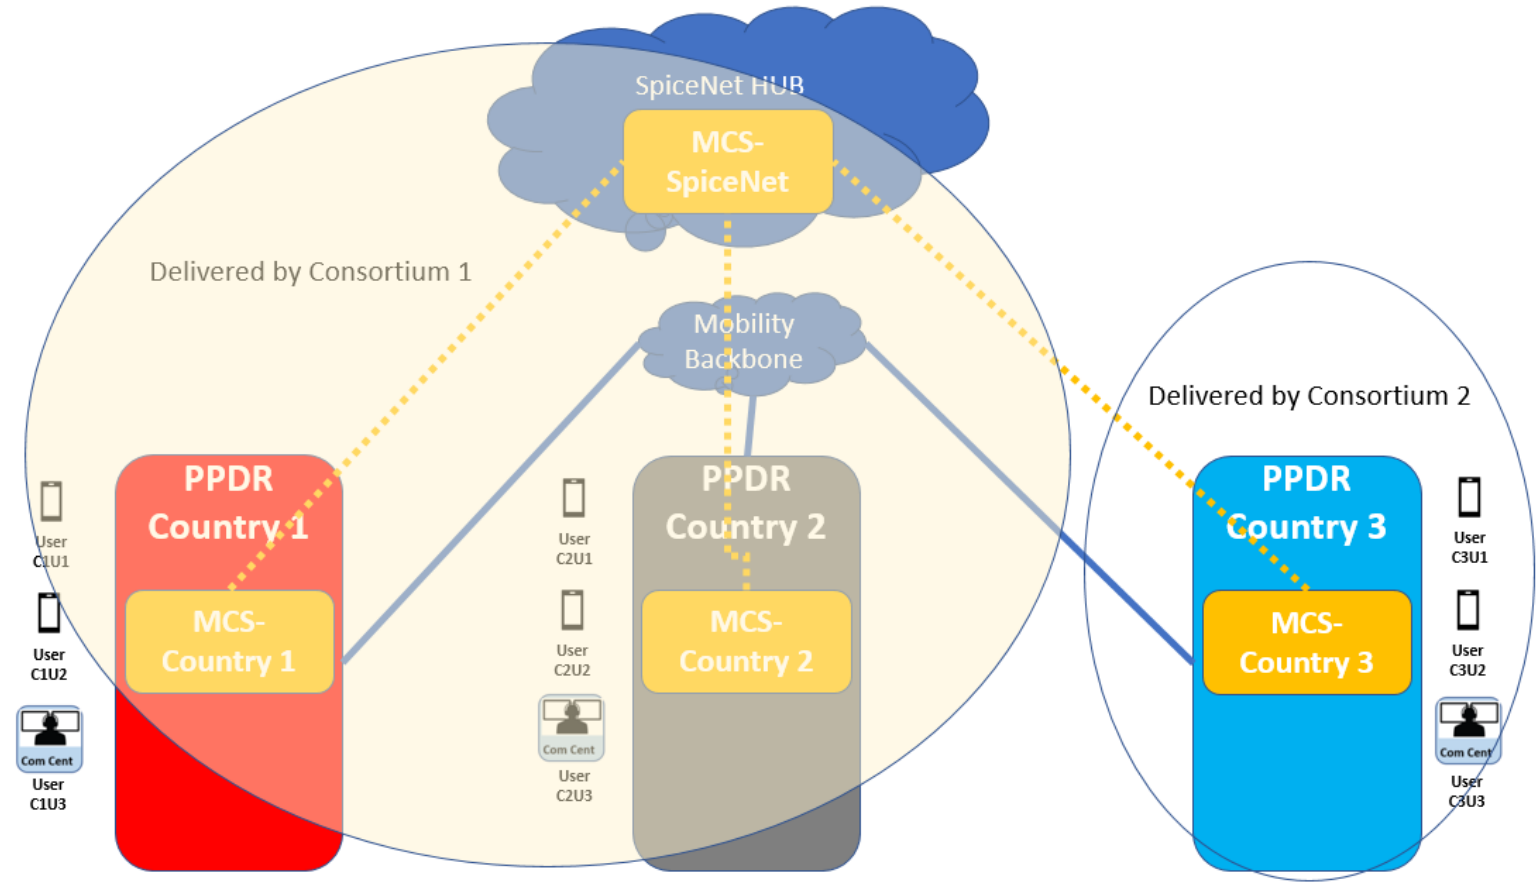 SpiceNet HUB
MCS-
SpiceNet
Delivered by Consortium 1
Mobility
Backbone
Delivered by Consortium 2
PPDR
Country 1
MCS-
Country 1
User
C1U1
User
C1U2
Com Cent
User
C1U3
PPDR
Country 2
MCS-
Country 2
User
C2U1
User
C2U2
Com Cent
User
C2U3
PPDR
Country 3
MCS-
Country 3
User
C3U1
User
C3U2
Com Cent
User
C3U3